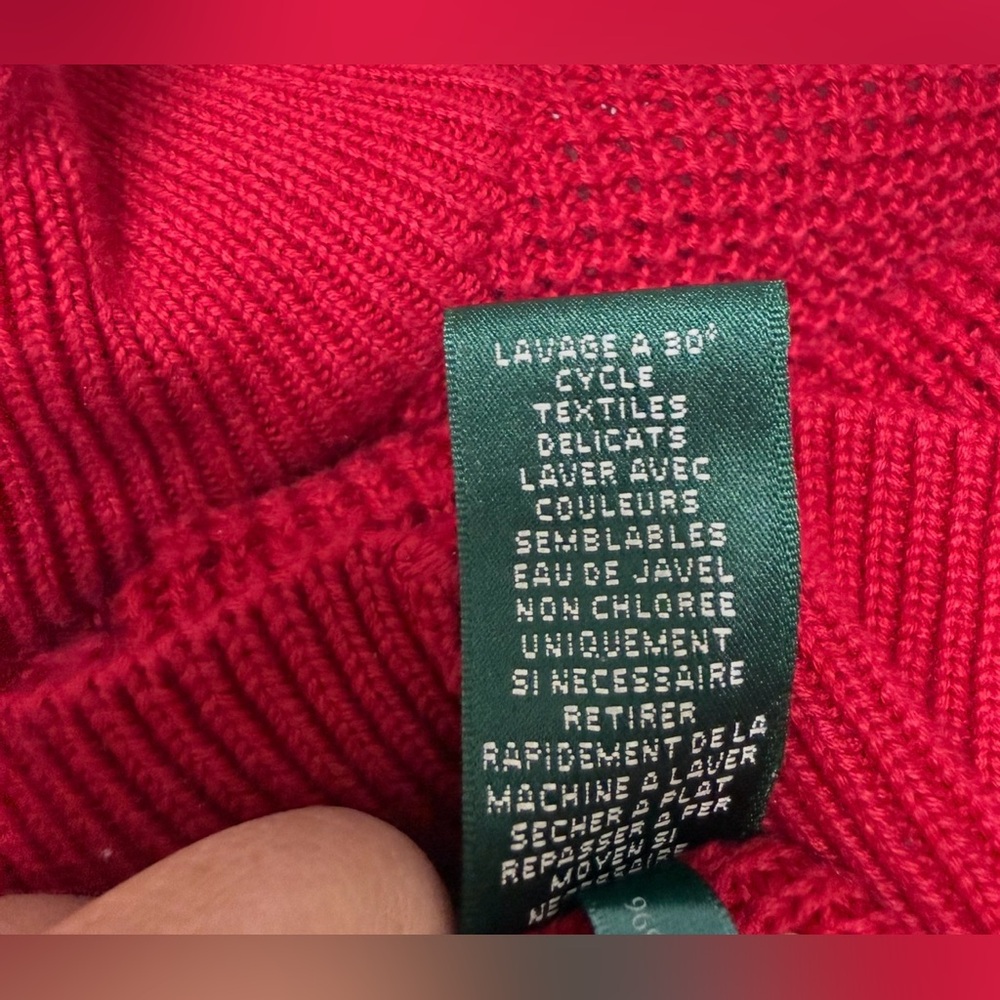 LAVAGE A 30°
CYCLE
TEXTILES
DELICATS
LAVER AVEC
COULEURS
SEMBLABLES
EAU DE JAVEL
NON CHLOREE
UNIQUEMENT
SI NECESSAIRE
RETIRER
RAPIDEMENT DE LA
MACHINE A LAVER
SECHER A PLAT
REPASSER A FER
MOYEN SI
NECESSAIRE